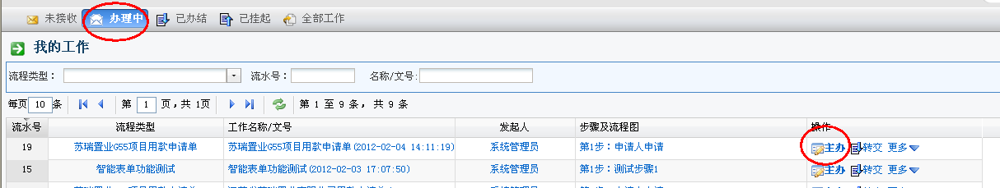 未接收 办理中 已办结 已挂起 全部工作
我的工作
流程类型： 流水号： 名称/文号:
每页 10 条 第 1 页，共 1页 第 1 至 9 条， 共 9 条
流水号 流程类型 工作名称/文号 发起人 步骤及流程图 操作
19 苏瑞置业G55项目用款申请单 苏瑞置业G55项目用款申请单(2012-02-04 14:11:19) 系统管理员 第1步：申请人申请 主办 转交 更多
15 智能表单功能测试 智能表单功能测试(2012-02-03 17:07:50) 系统管理员 第1步：测试步骤1 主办 转交 更多